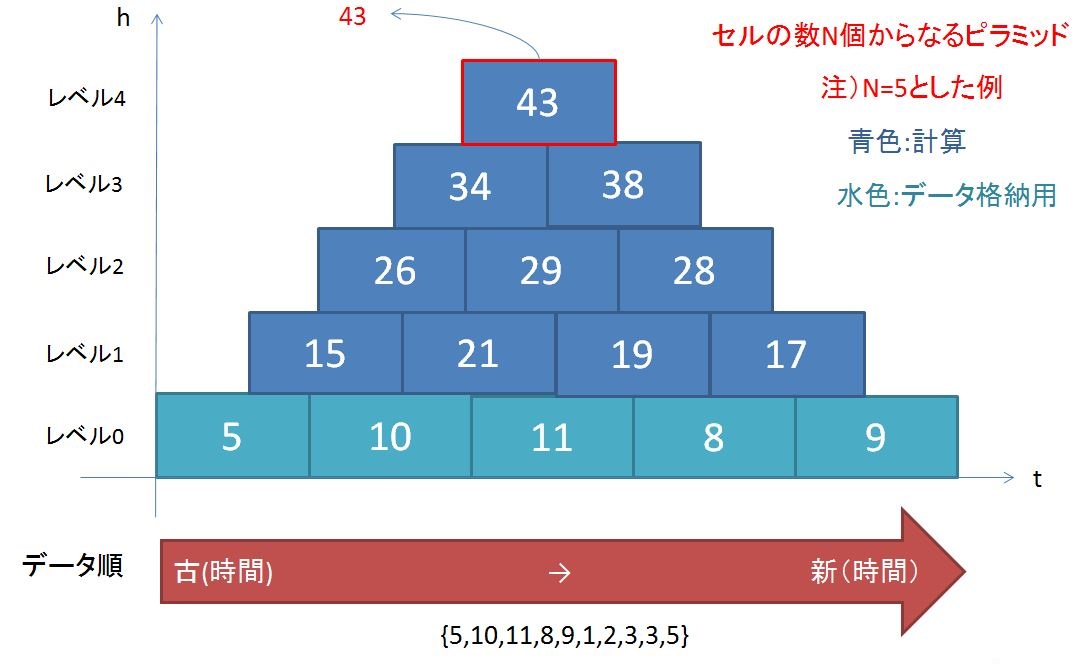 h
43
セルの数N個からなるピラミッド
注）N=5とした例
青色:計算
水色:データ格納用
レベル4
43
レベル3
34 38
レベル2
26 29 28
レベル1
15 21 19 17
レベル0
5 10 11 8 9
t
データ順
古(時間) → 新（時間）
{5,10,11,8,9,1,2,3,3,5}